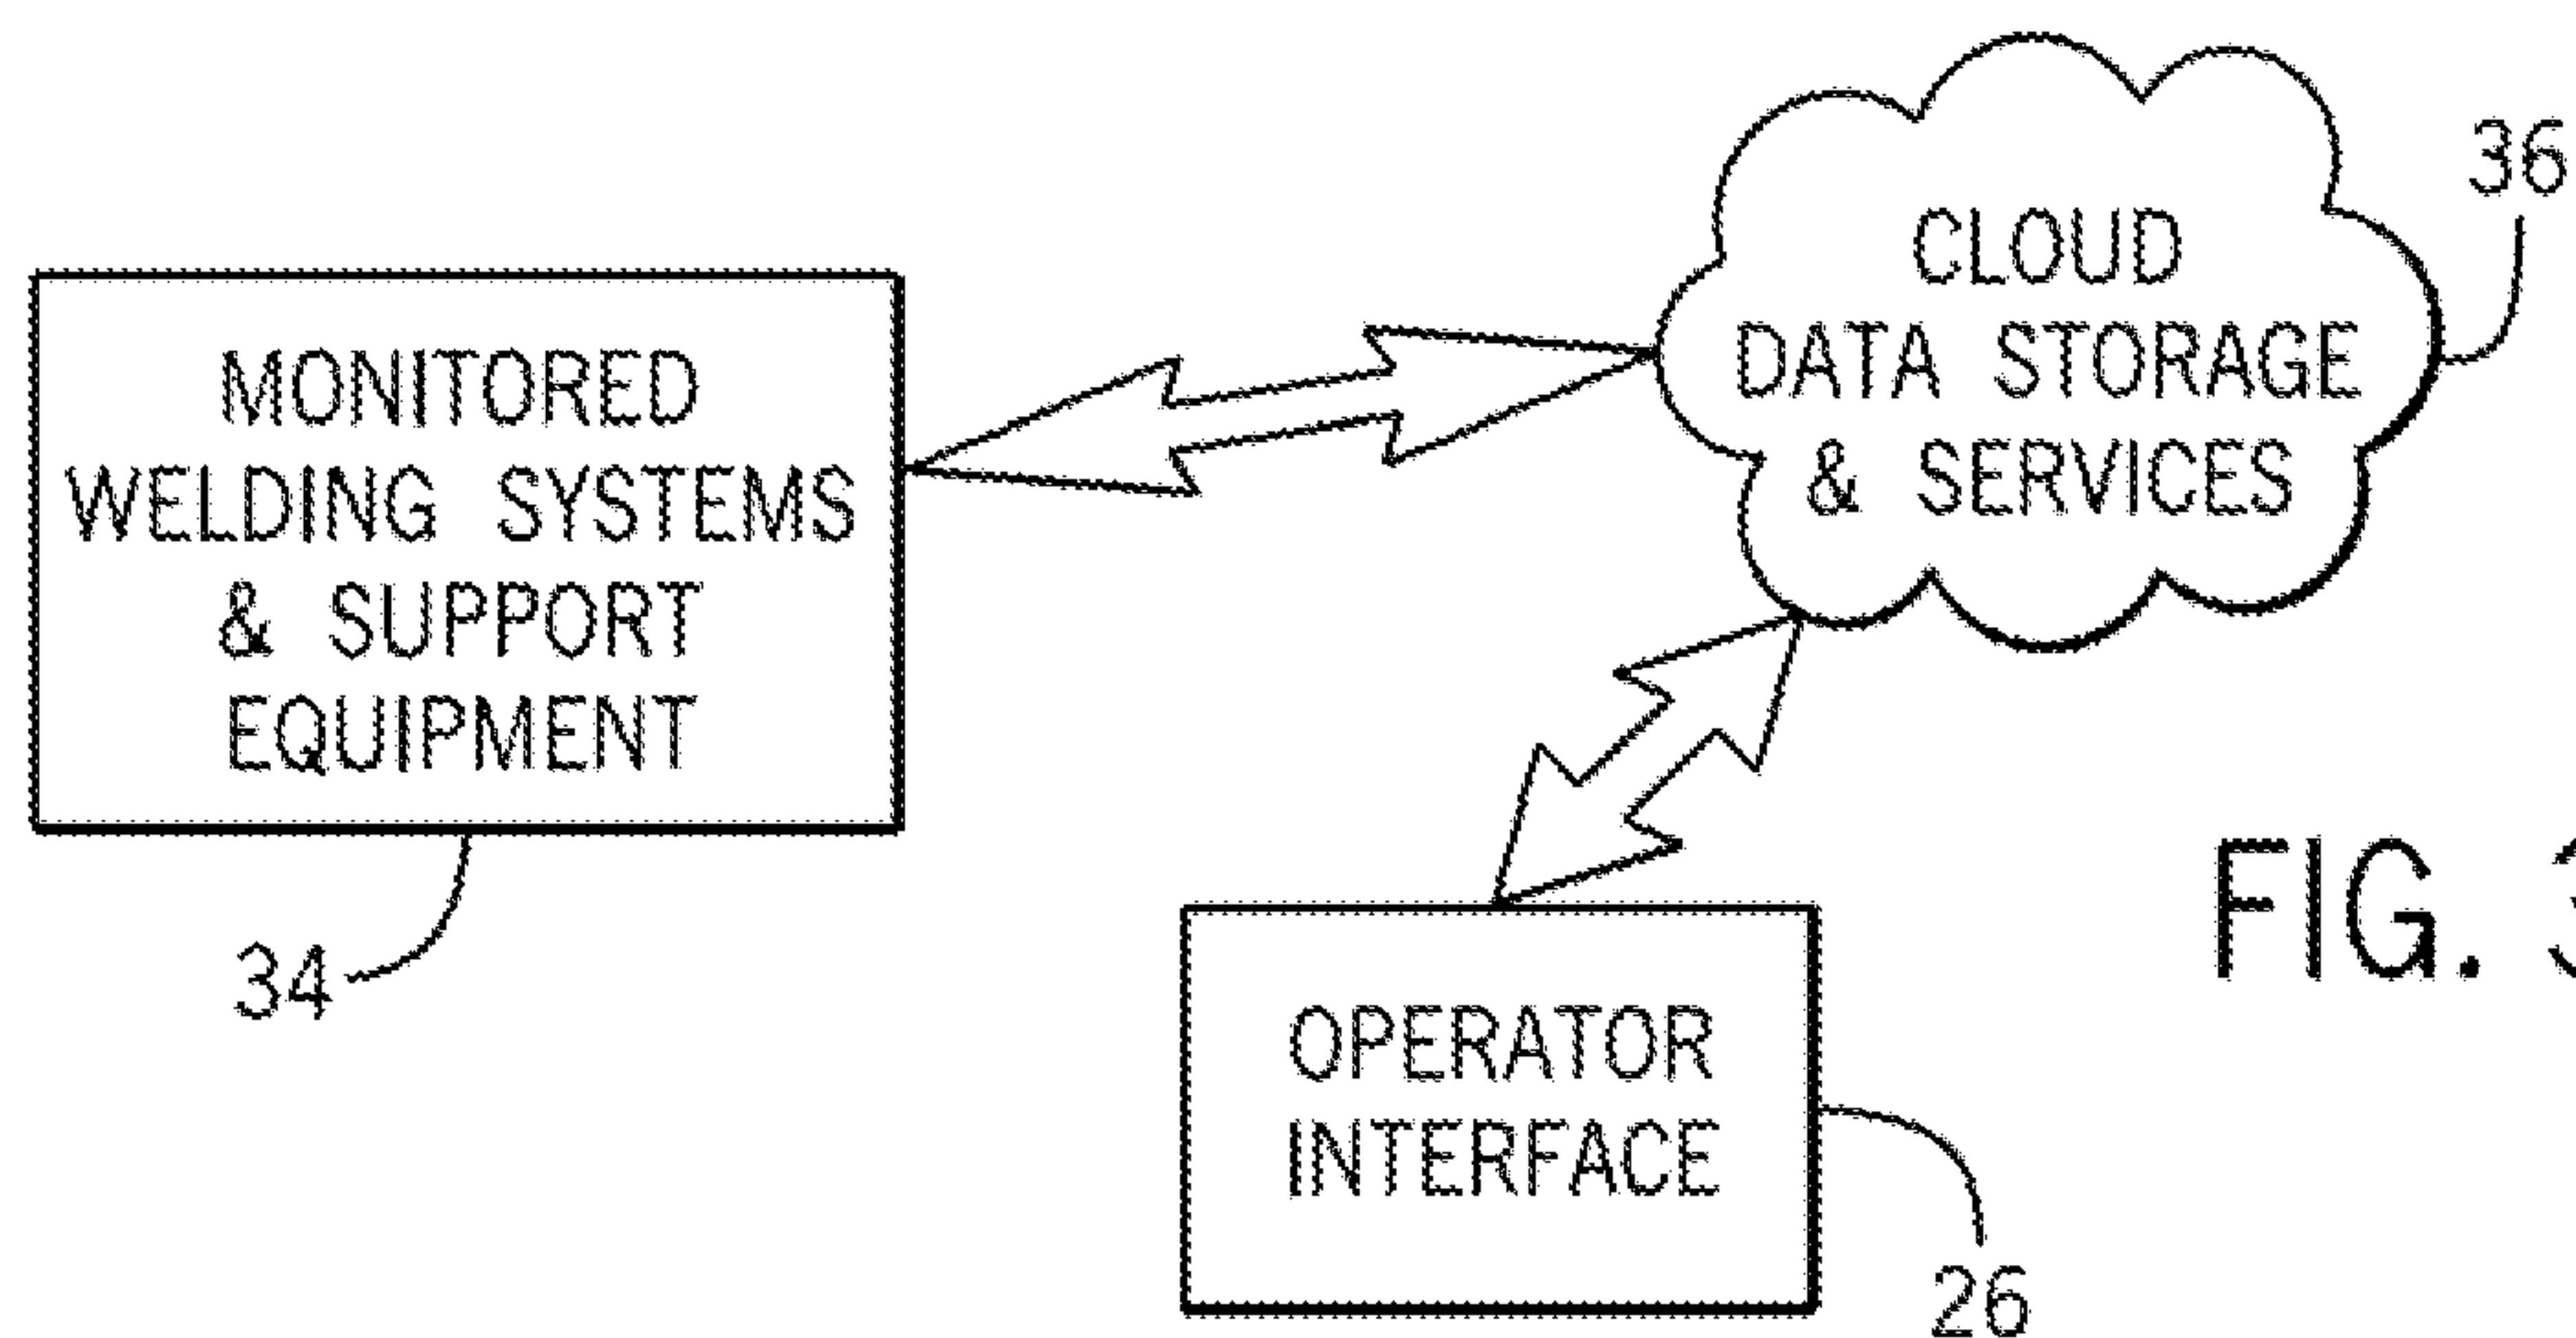 CLOUD
DATA STORAGE
& SERVICES
36
MONITORED
WELDING SYSTEMS
& SUPPORT
EQUIPMENT
34
OPERATOR
INTERFACE
26
FIG. 3